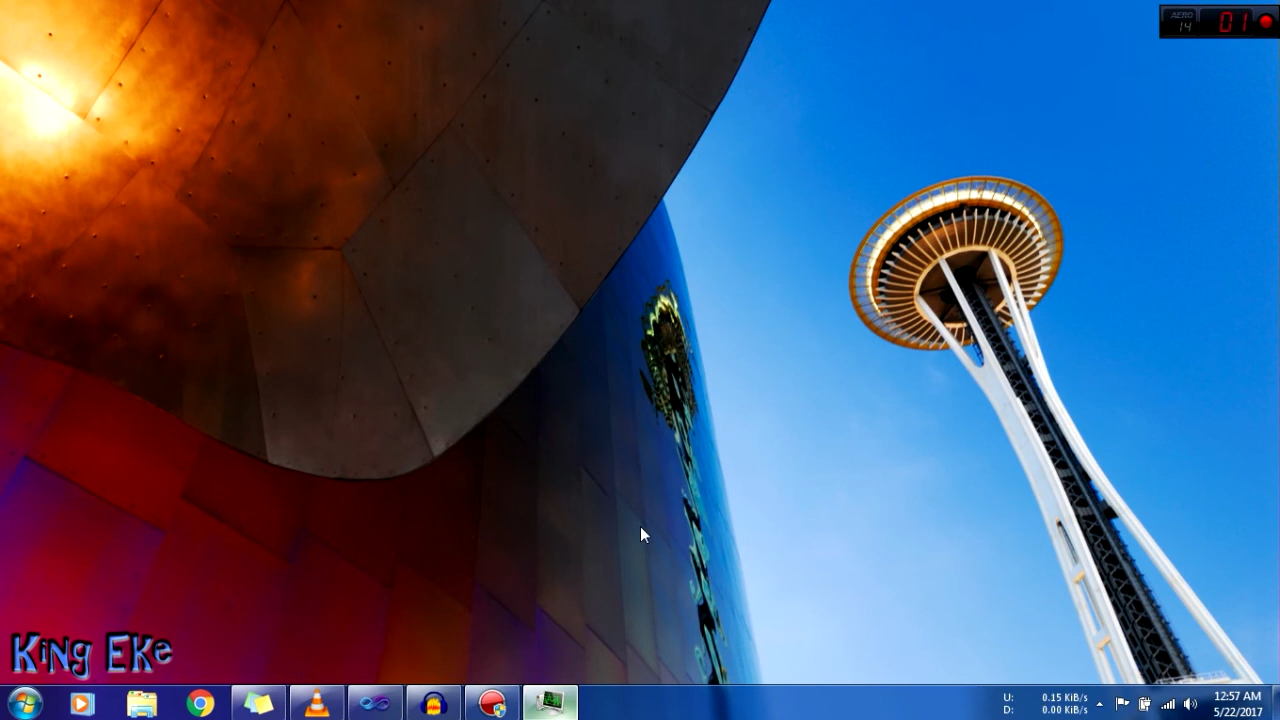 AERO
14
01
KiNg EKe
U: 0.15 KiB/s
D: 0.00 KiB/s
12:57 AM
5/22/2017